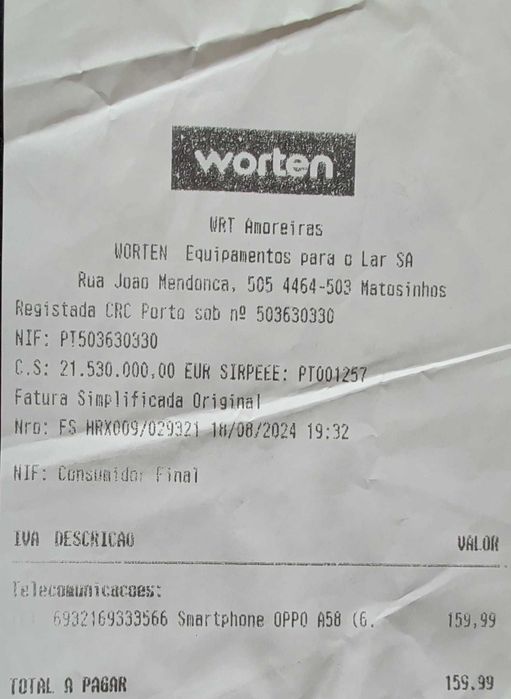 worten
WRT Amoreiras
WORTEN Equipamentos para o Lar SA
Rua Joao Mendonca, 505 4464-503 Matosinhos
Registada CRC Porto sob nº 503630330
NIF: PT503630330
C.S: 21.530.000,00 EUR SIRPEEE: PT001257
Fatura Simplificada Original
Nro: FS HRX009/029321 18/08/2024 19:32
NIF: Consumidor Final
IVA DESCRICAO VALOR
Telecomunicacoes:
6932169333566 Smartphone OPPO A58 (6. 159,99
TOTAL A PAGAR 159.99